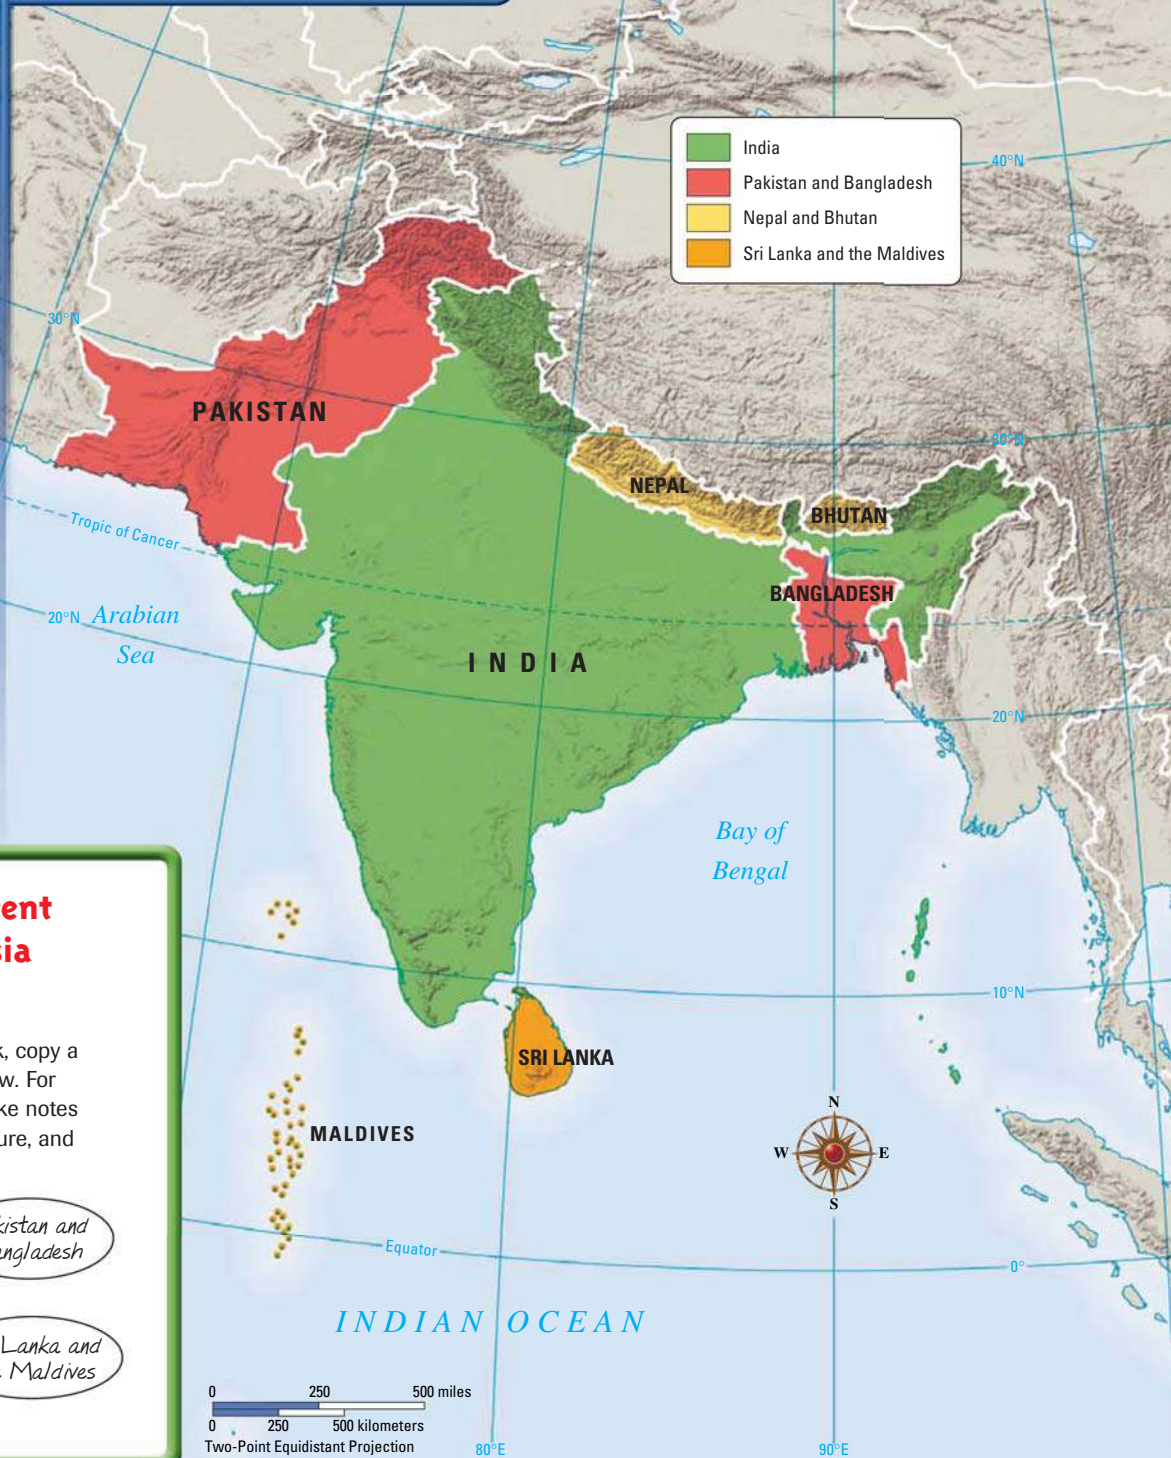 India
Pakistan and Bangladesh
Nepal and Bhutan
Sri Lanka and the Maldives
40°N
30°N
30°N
PAKISTAN
NEPAL
BHUTAN
Tropic of Cancer
BANGLADESH
20°N
Arabian
Sea
INDIA
20°N
Bay of
Bengal
10°N
SRI LANKA
MALDIVES
N
W
E
S
Equator
0°
INDIAN OCEAN
0 250 500 miles
0 250 500 kilometers
Two-Point Equidistant Projection
80°E
90°E
ent
sia
, copy a
w. For
ke notes
ure, and
kistan and
ngladesh
Lanka and
Maldives